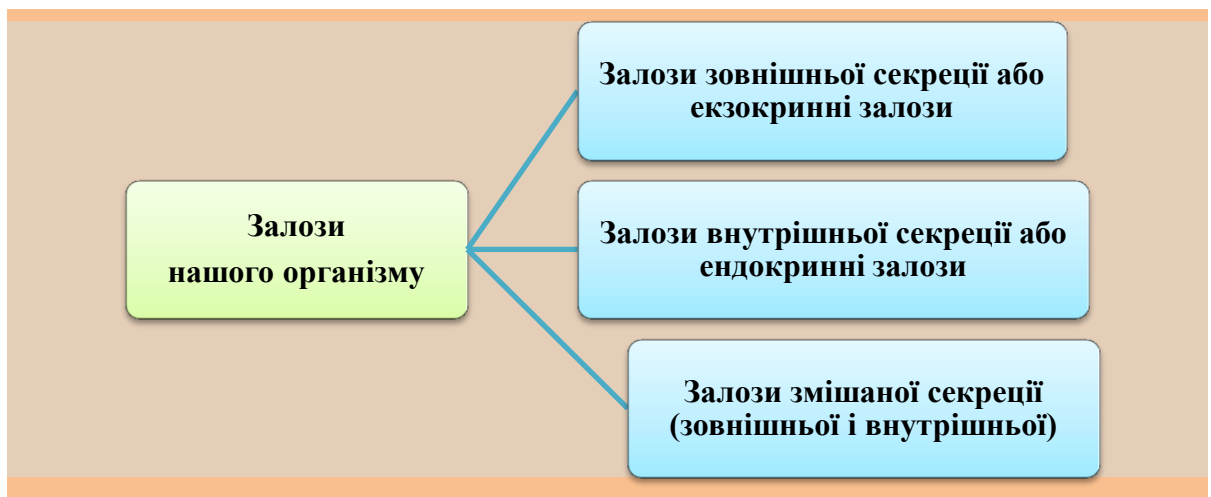 Залози зовнішньої секреції або
екзокринні залози
Залози
нашого організму
Залози внутрішньої секреції або
ендокринні залози
Залози змішаної секреції
(зовнішньої і внутрішньої)